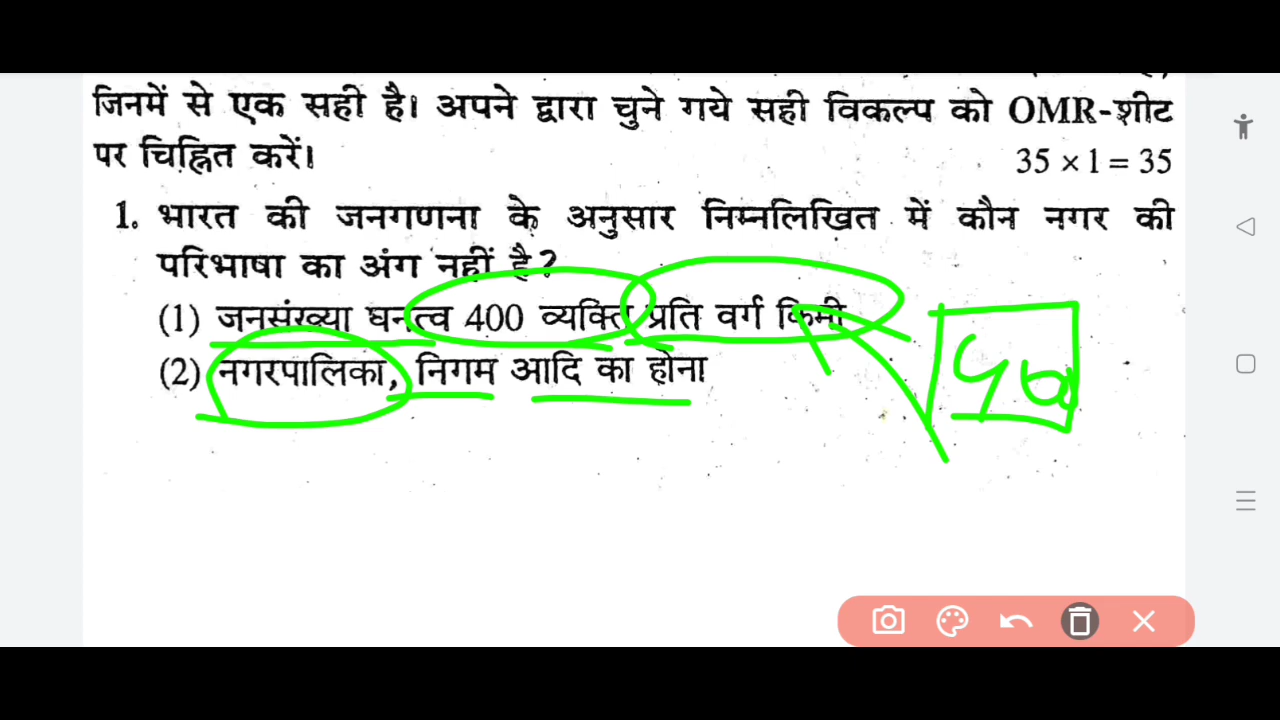 जिनमें से एक सही है। अपने द्वारा चुने गये सही विकल्प को OMR-शीट
पर चिह्नित करें।
35 × 1 = 35
1. भारत की जनगणना के अनुसार निम्नलिखित में कौन नगर की
परिभाषा का अंग नहीं है?
(1) जनसंख्या घनत्व 400 व्यक्ति प्रति वर्ग किमी
(2) नगरपालिका, निगम आदि का होना